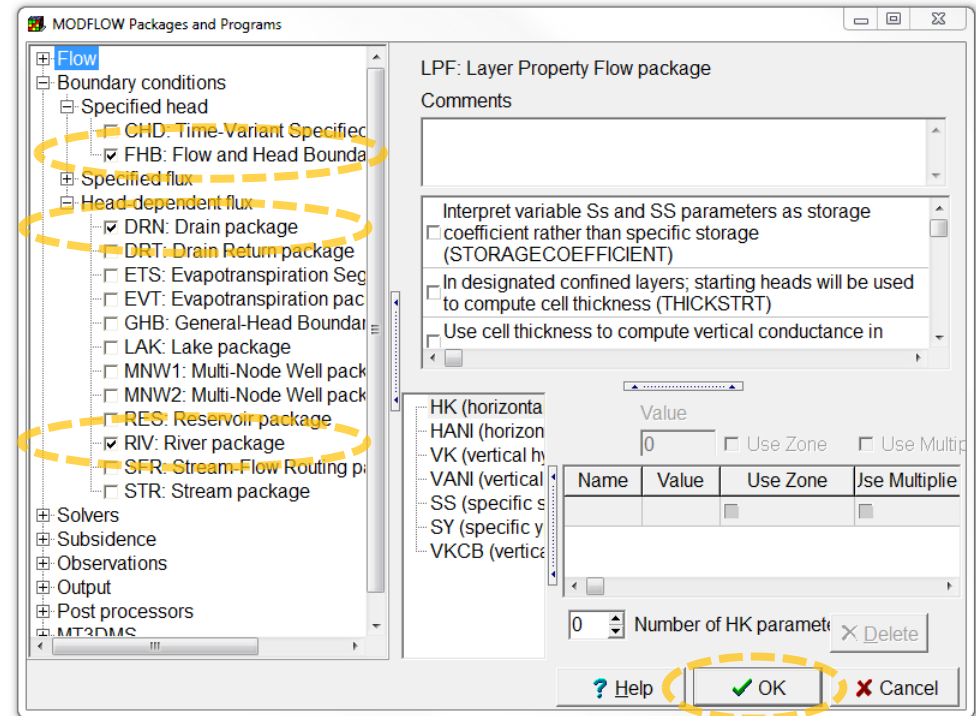 MODFLOW Packages and Programs
Flow
Boundary conditions
Specified head
CHD: Time-Variant Specified
FHB: Flow and Head Bounda
Specified flux
Head-dependent flux
DRN: Drain package
DRT: Drain Return package
ETS: Evapotranspiration Seg
EVT: Evapotranspiration pac
GHB: General-Head Boundar
LAK: Lake package
MNW1: Multi-Node Well pack
MNW2: Multi-Node Well pack
RES: Reservoir package
RIV: River package
SFR: Stream-Flow Routing pa
STR: Stream package
Solvers
Subsidence
Observations
Output
Post processors
MT3DMS
LPF: Layer Property Flow package
Comments
Interpret variable Ss and SS parameters as storage
coefficient rather than specific storage
(STORAGECOEFFICIENT)
In designated confined layers; starting heads will be used
to compute cell thickness (THICKSTRT)
Use cell thickness to compute vertical conductance in
HK (horizonta
HANI (horizon
VK (vertical hy
VANI (vertical
SS (specific s
SY (specific y
VKCB (vertica
Value
0 Use Zone Use Multip
Name Value Use Zone Use Multiplie
0 Number of HK paramete
Delete
? Help OK Cancel